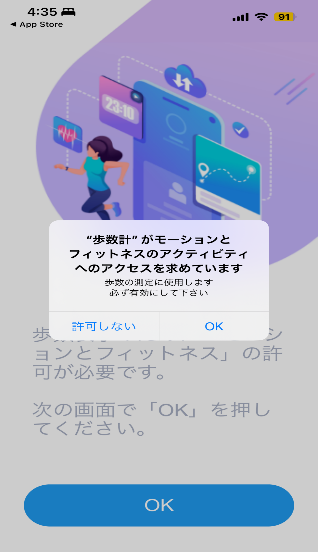 4:35
91
◀ App Store
23:10
“歩数計”がモーションと
フィットネスのアクティビティ
へのアクセスを求めています
歩数の測定に使用します
必ず有効にして下さい
許可しない
OK
ョンとフィットネス」の許
可が必要です。
次の画面で「OK」を押し
てください。
OK